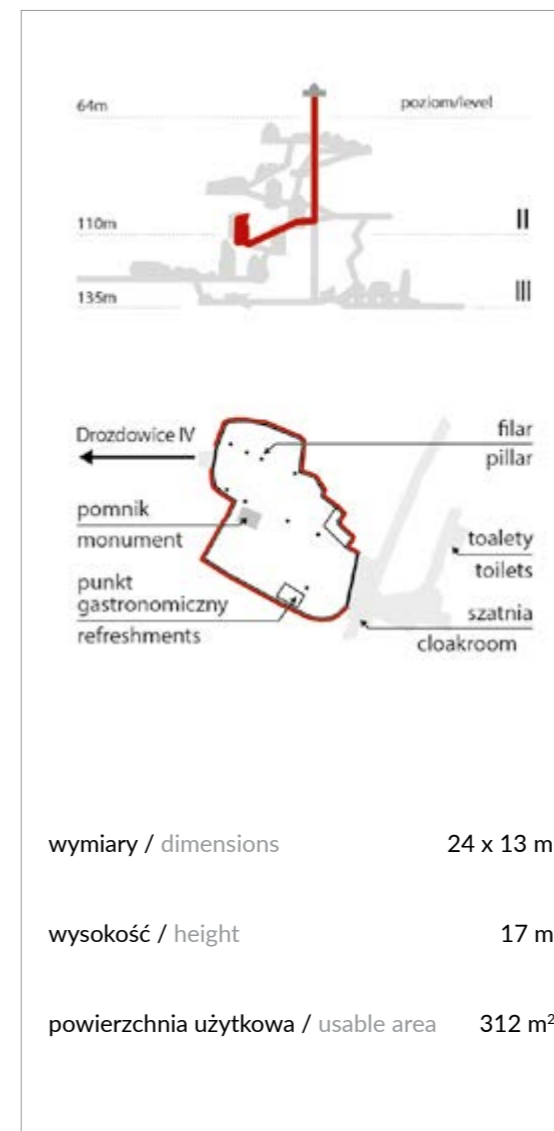 64m
poziom/level
110m
II
III
135m
Drozdowice IV
filar
pillar
pomnik
monument
toalety
toilets
punkt
gastronomiczny
refreshments
szatnia
cloakroom
wymiary / dimensions 24 x 13 m
wysokość / height 17 m
powierzchnia użytkowa / usable area 312 m²